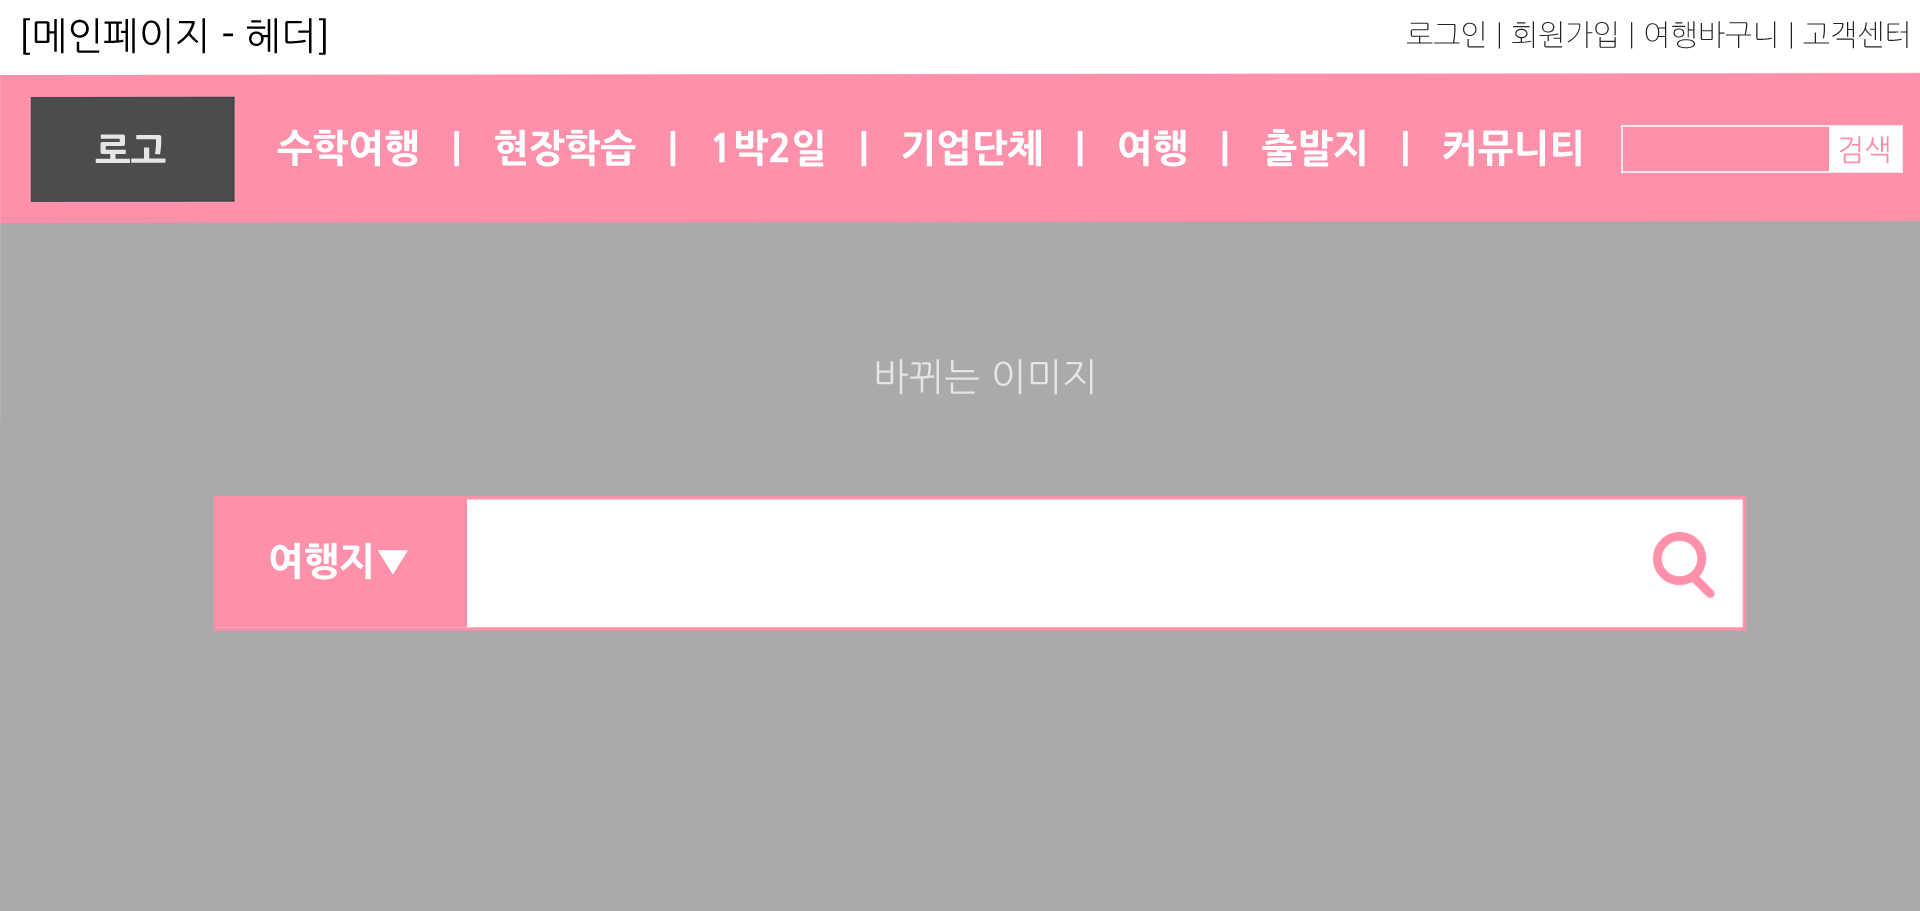 [메인페이지 - 헤더]
로그인 | 회원가입 | 여행바구니 | 고객센터
로고
수학여행 | 현장학습 | 1박2일 | 기업단체 | 여행 | 출발지 | 커뮤니티
검색
바뀌는 이미지
여행지▼